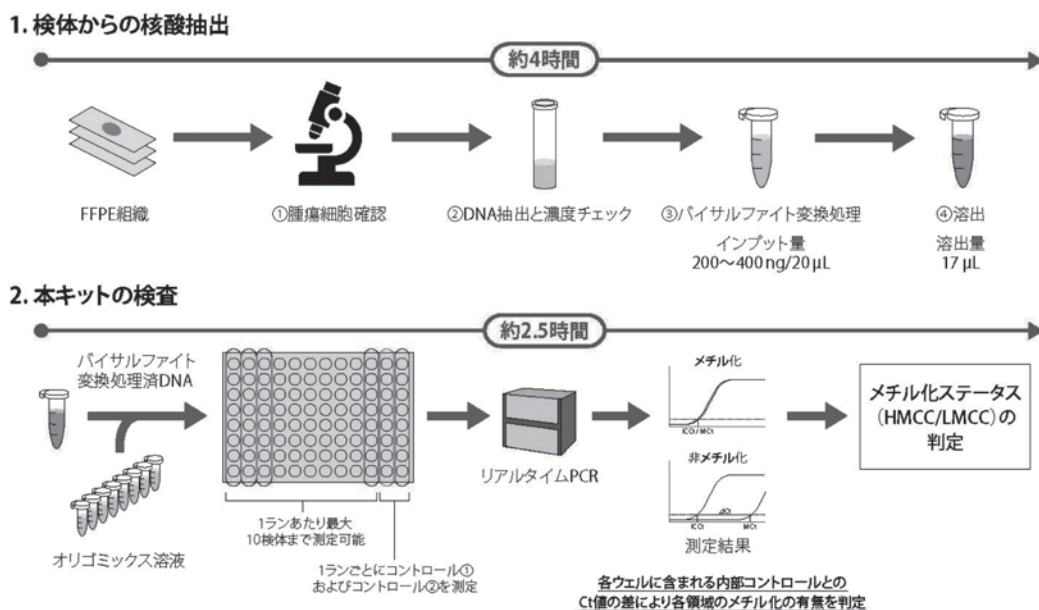 1. 検体からの核酸抽出
約4時間
FFPE組織
①腫瘍細胞確認
②DNA抽出と濃度チェック
③バイサルファイト変換処理
インプット量
200〜400 ng/20 μL
④溶出
溶出量
17 μL
2. 本キットの検査
約2.5時間
バイサルファイト
変換処理済DNA
オリゴミックス溶液
1ランあたり最大
10検体まで測定可能
1ランごとにコントロール①
およびコントロール②を測定
リアルタイムPCR
メチル化
ICCt/MCt
非メチル化
ΔCt
ICCt
MCt
測定結果
各ウェルに含まれる内部コントロールとの
Ct値の差により各領域のメチル化の有無を判定
メチル化ステータス
(HMCC/LMCC)の
判定